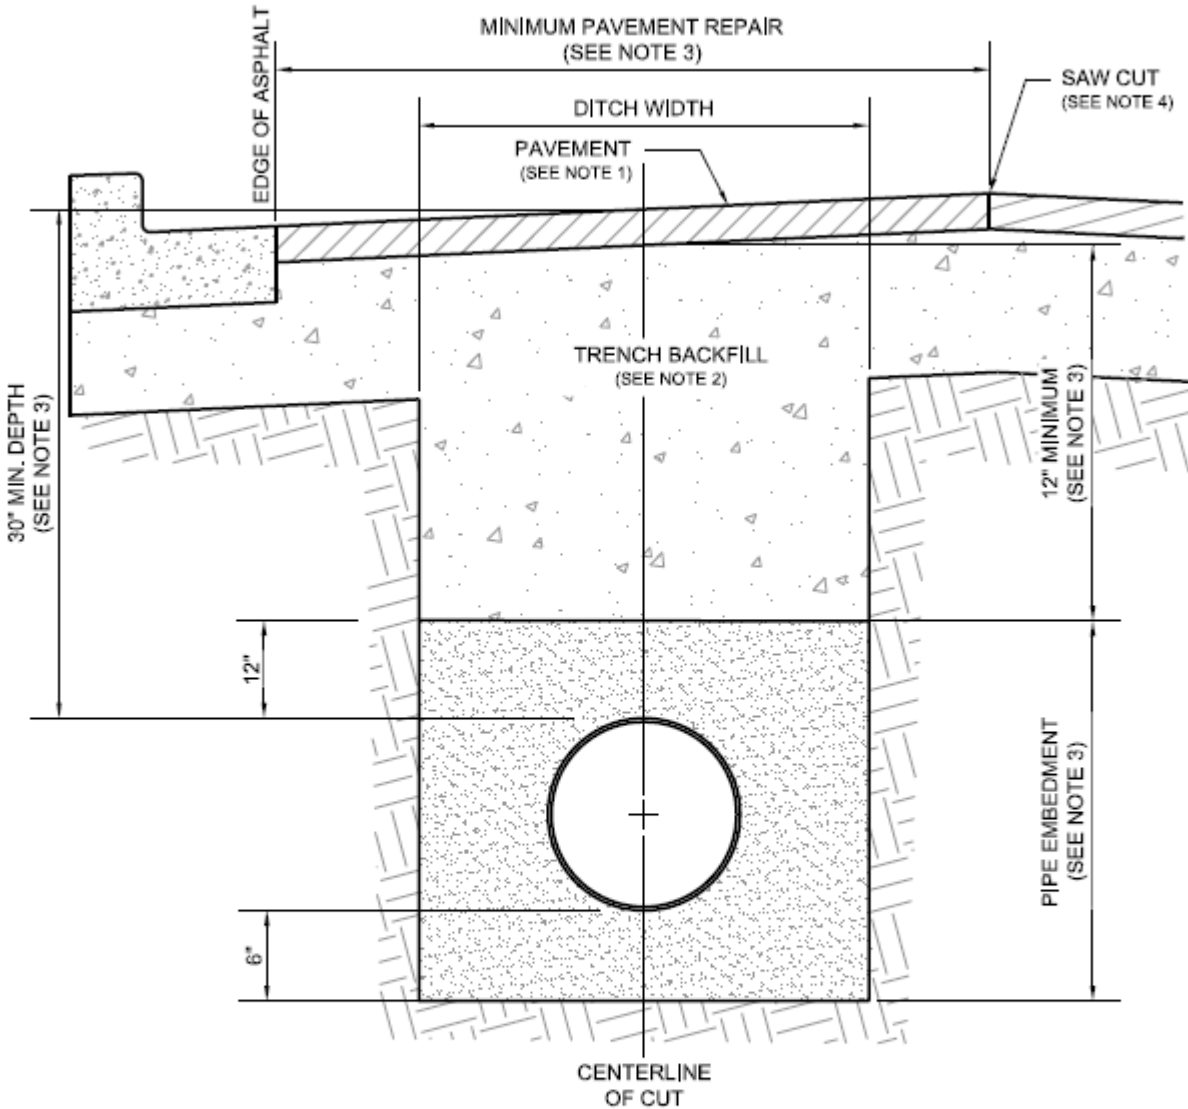 MINIMUM PAVEMENT REPAIR
(SEE NOTE 3)
EDGE OF ASPHALT
SAW CUT
(SEE NOTE 4)
DITCH WIDTH
PAVEMENT
(SEE NOTE 1)
TRENCH BACKFILL
(SEE NOTE 2)
30" MIN. DEPTH
(SEE NOTE 3)
12" MINIMUM
(SEE NOTE 3)
12"
PIPE EMBEDMENT
(SEE NOTE 3)
6"
CENTERLINE
OF CUT